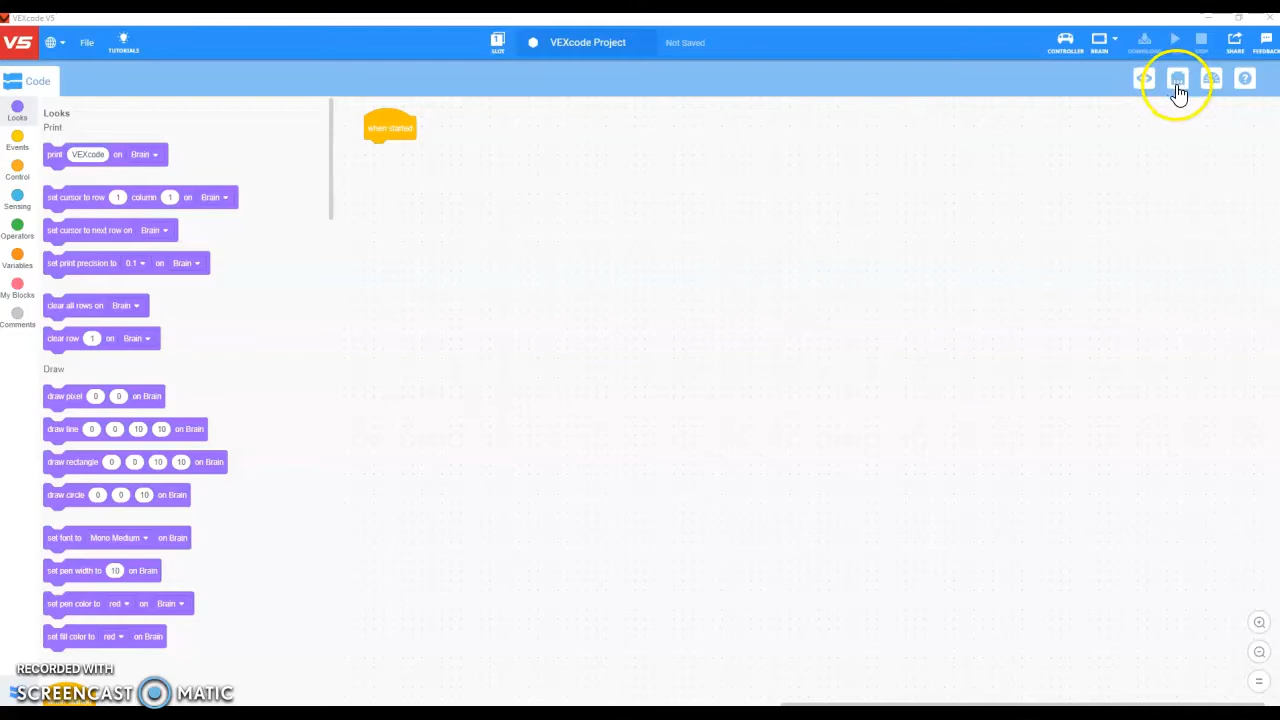 VEXcode V5
V5 File TUTORIALS 1 SLOT VEXcode Project Not Saved CONTROLLER BRAIN DOWNLOAD STOP SHARE FEEDBACK
Code
Looks
Events
Control
Sensing
Operators
Variables
My Blocks
Comments
Looks
Print
print VEXcode on Brain
set cursor to row 1 column 1 on Brain
set cursor to next row on Brain
set print precision to 0.1 on Brain
clear all rows on Brain
clear row 1 on Brain
Draw
draw pixel 0 0 on Brain
draw line 0 0 10 10 on Brain
draw rectangle 0 0 10 10 on Brain
draw circle 0 0 10 on Brain
set font to Mono Medium on Brain
set pen width to 10 on Brain
set pen color to red on Brain
set fill color to red on Brain
when started
RECORDED WITH
SCREENCAST MATIC